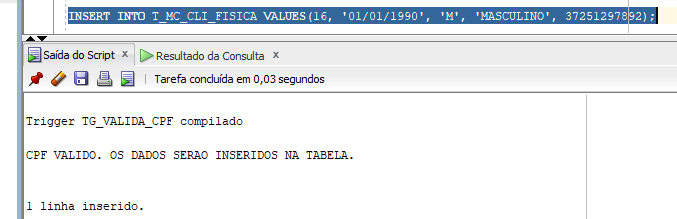 INSERT INTO T_MC_CLI_FISICA VALUES(16, '01/01/1990', 'M', 'MASCULINO', 37251297892);
Saída do Script x Resultado da Consulta x
Tarefa concluída em 0,03 segundos
Trigger TG_VALIDA_CPF compilado
CPF VALIDO. OS DADOS SERAO INSERIDOS NA TABELA.
1 linha inserido.